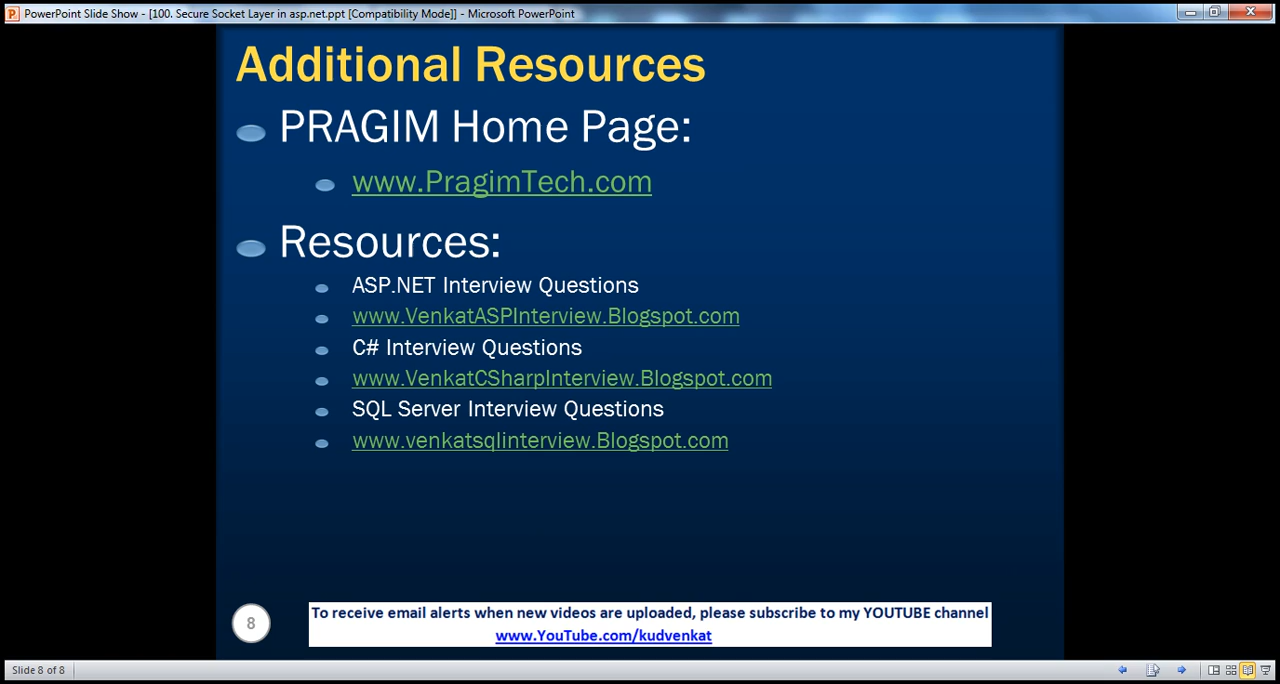 PowerPoint Slide Show - [100. Secure Socket Layer in asp.net.ppt [Compatibility Mode]] - Microsoft PowerPoint
Additional Resources
PRAGIM Home Page:
www.PragimTech.com
Resources:
ASP.NET Interview Questions
www.VenkatASPInterview.Blogspot.com
C# Interview Questions
www.VenkatCSharpInterview.Blogspot.com
SQL Server Interview Questions
www.venkatsqlinterview.Blogspot.com
8
To receive email alerts when new videos are uploaded, please subscribe to my YOUTUBE channel
www.YouTube.com/kudvenkat
Slide 8 of 8